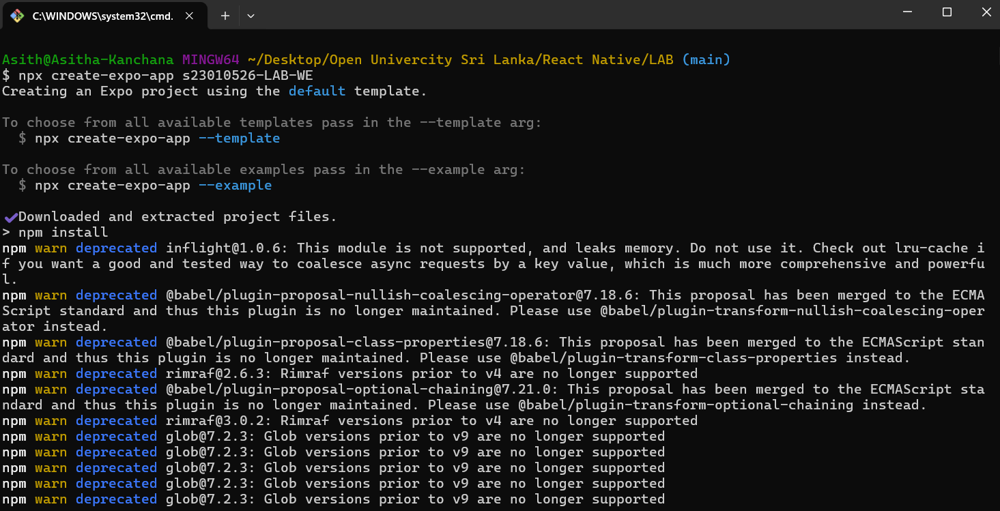 C:\WINDOWS\system32\cmd.
Asith@Asitha-Kanchana MINGW64 ~/Desktop/Open Univercity Sri Lanka/React Native/LAB (main)
$ npx create-expo-app s23010526-LAB-WE
Creating an Expo project using the default template.
To choose from all available templates pass in the --template arg:
$ npx create-expo-app --template
To choose from all available examples pass in the --example arg:
$ npx create-expo-app --example
Downloaded and extracted project files.
> npm install
npm warn deprecated inflight@1.0.6: This module is not supported, and leaks memory. Do not use it. Check out lru-cache i
f you want a good and tested way to coalesce async requests by a key value, which is much more comprehensive and powerfu
l.
npm warn deprecated @babel/plugin-proposal-nullish-coalescing-operator@7.18.6: This proposal has been merged to the ECMA
Script standard and thus this plugin is no longer maintained. Please use @babel/plugin-transform-nullish-coalescing-oper
ator instead.
npm warn deprecated @babel/plugin-proposal-class-properties@7.18.6: This proposal has been merged to the ECMAScript stan
dard and thus this plugin is no longer maintained. Please use @babel/plugin-transform-class-properties instead.
npm warn deprecated rimraf@2.6.3: Rimraf versions prior to v4 are no longer supported
npm warn deprecated @babel/plugin-proposal-optional-chaining@7.21.0: This proposal has been merged to the ECMAScript sta
ndard and thus this plugin is no longer maintained. Please use @babel/plugin-transform-optional-chaining instead.
npm warn deprecated rimraf@3.0.2: Rimraf versions prior to v4 are no longer supported
npm warn deprecated glob@7.2.3: Glob versions prior to v9 are no longer supported
npm warn deprecated glob@7.2.3: Glob versions prior to v9 are no longer supported
npm warn deprecated glob@7.2.3: Glob versions prior to v9 are no longer supported
npm warn deprecated glob@7.2.3: Glob versions prior to v9 are no longer supported
npm warn deprecated glob@7.2.3: Glob versions prior to v9 are no longer supported